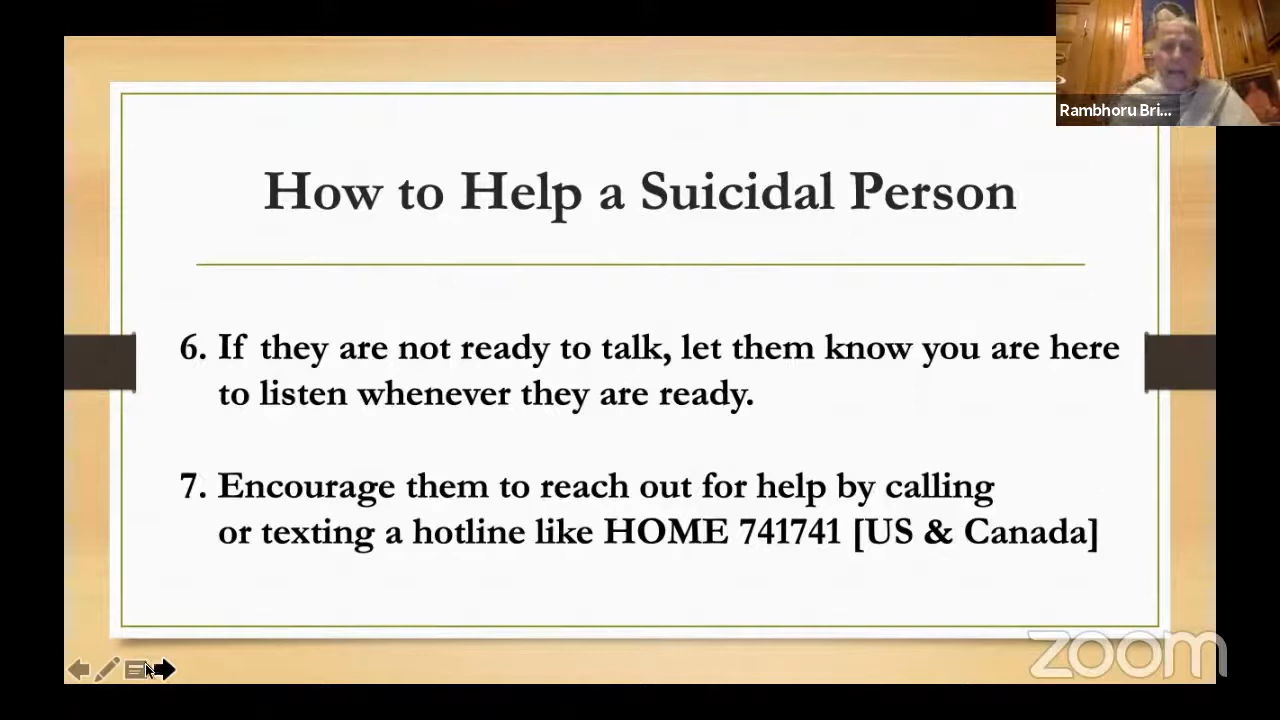 Rambhoru Bri...
How to Help a Suicidal Person
6. If they are not ready to talk, let them know you are here
to listen whenever they are ready.
7. Encourage them to reach out for help by calling
or texting a hotline like HOME 741741 [US & Canada]
zoom